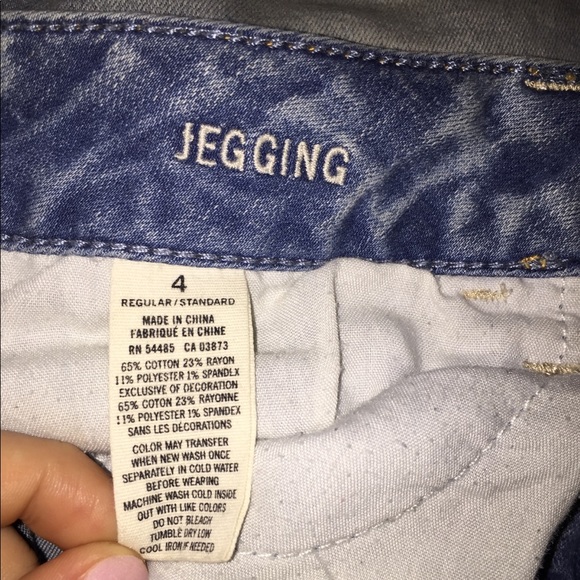 JEGGING
4
REGULAR/STANDARD
MADE IN CHINA
FABRIQUÉ EN CHINE
RN 54485 CA 03873
65% COTTON 23% RAYON
11% POLYESTER 1% SPANDEX
EXCLUSIVE OF DECORATION
65% COTON 23% RAYONNE
11% POLYESTER 1% SPANDEX
SANS LES DÉCORATIONS
COLOR MAY TRANSFER
WHEN NEW WASH ONCE
SEPARATELY IN COLD WATER
BEFORE WEARING
MACHINE WASH COLD INSIDE
OUT WITH LIKE COLORS
DO NOT BLEACH
TUMBLE DRY LOW
COOL IRON IF NEEDED